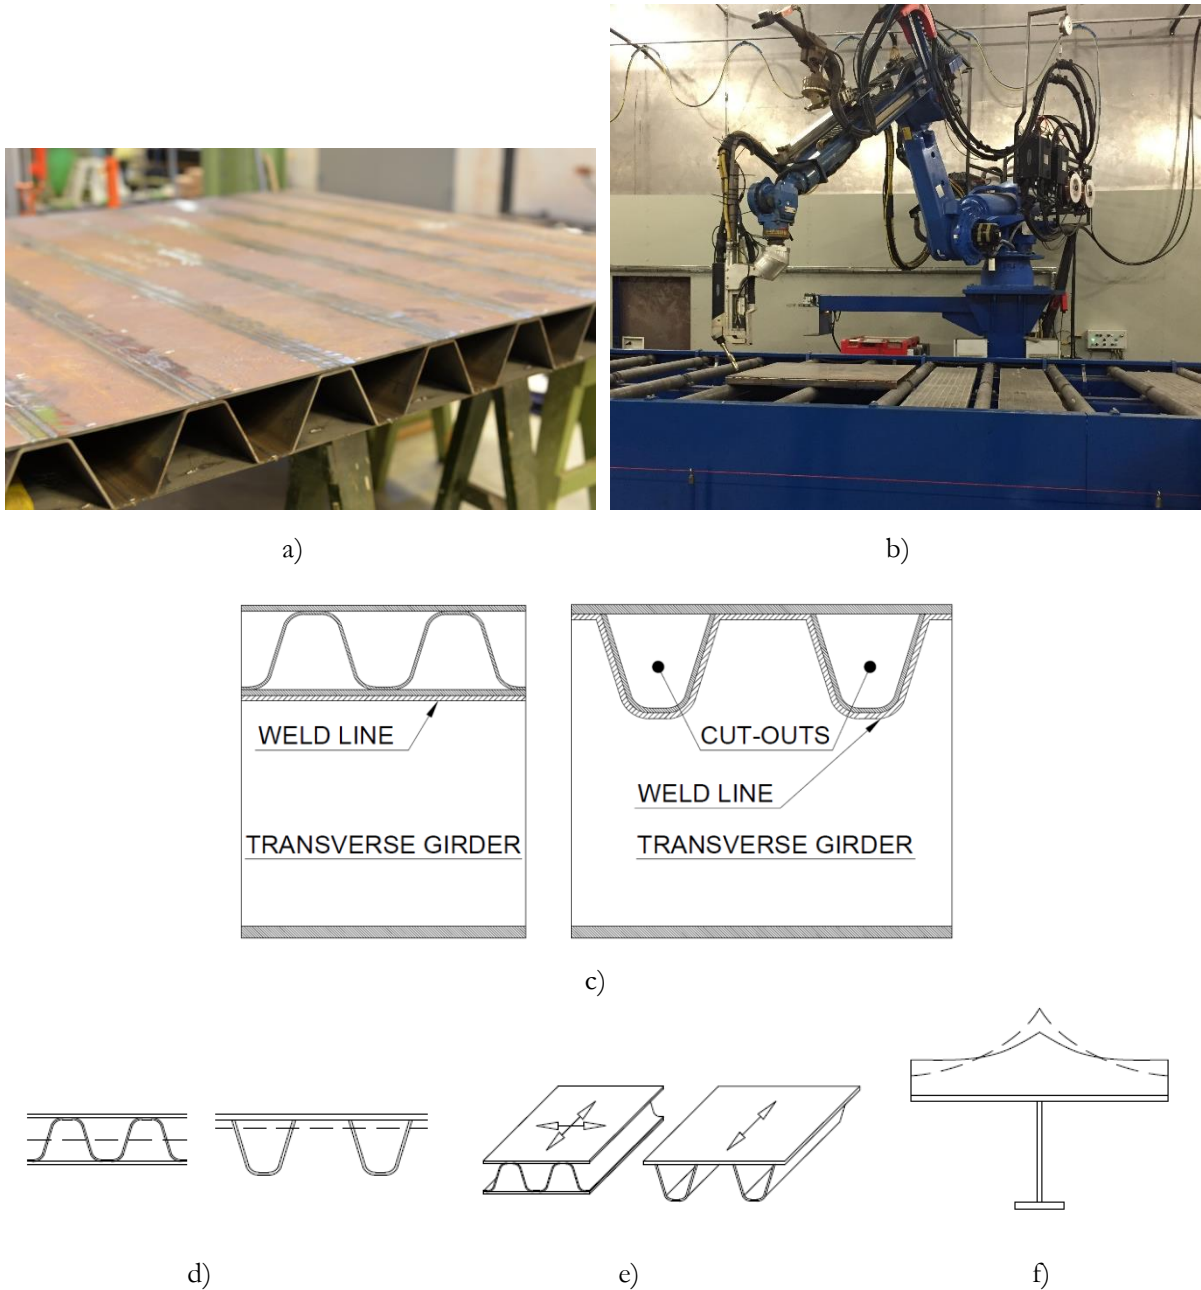 a)
b)
WELD LINE
TRANSVERSE GIRDER
CUT-OUTS
WELD LINE
TRANSVERSE GIRDER
c)
d)
e)
f)